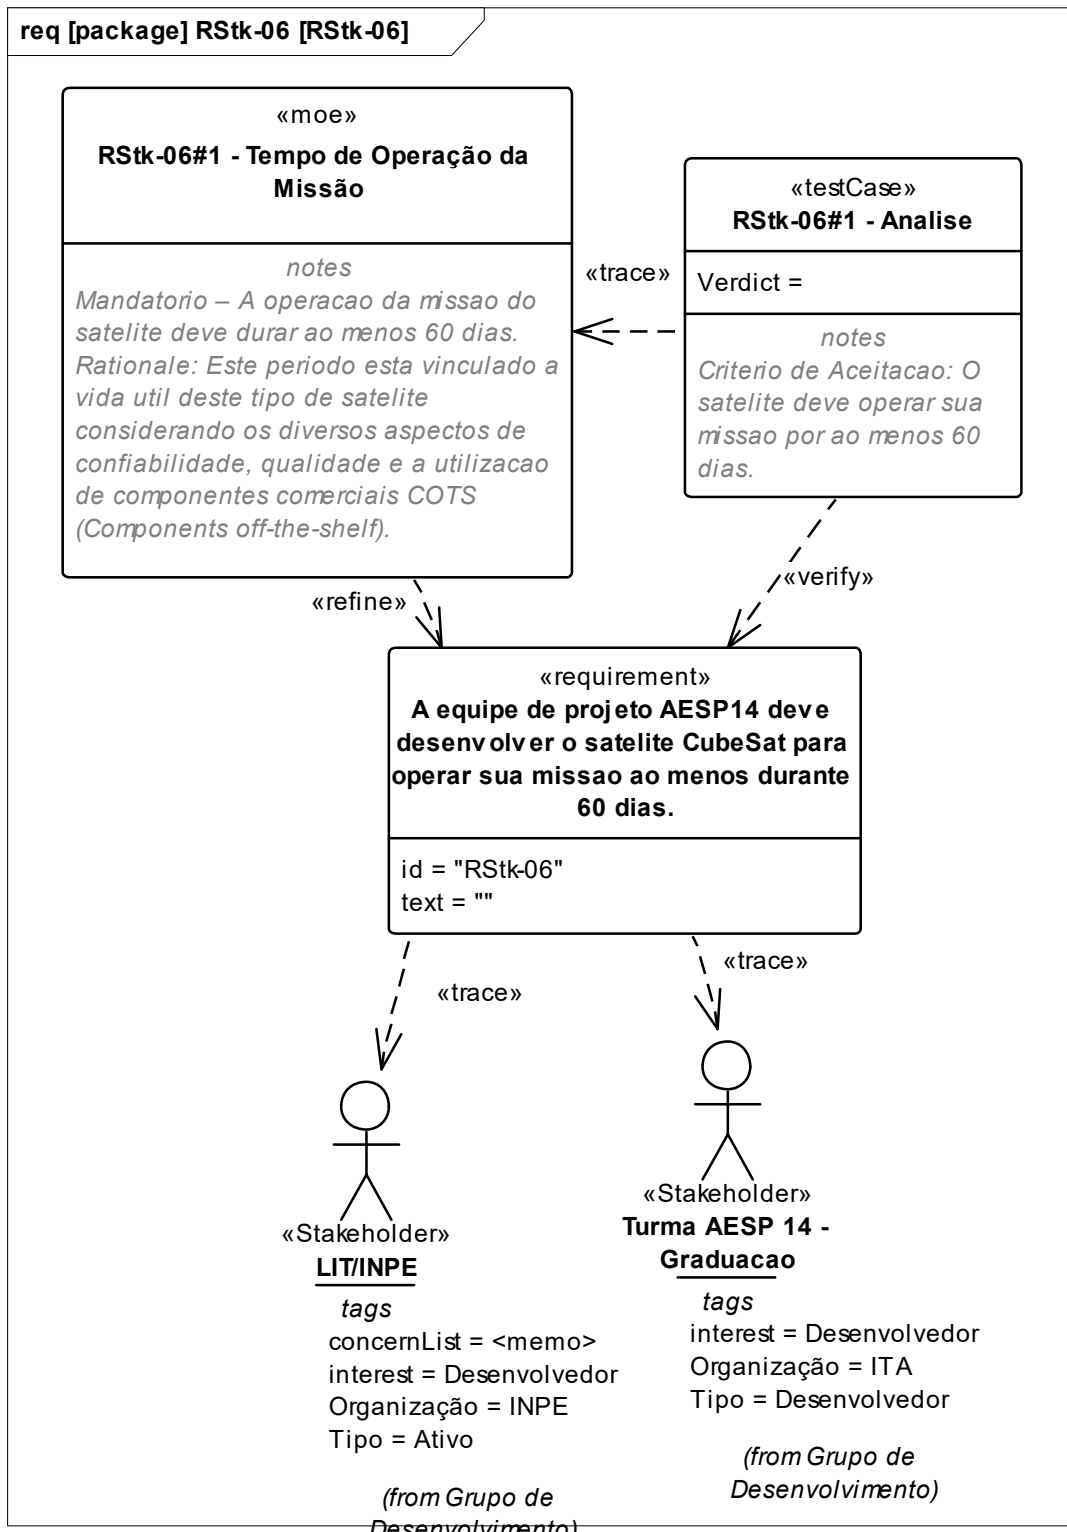 req [package] RStk-06 [RStk-06]
«moe»
RStk-06#1 - Tempo de Operação da
Missão
notes
Mandatorio – A operacao da missao do
satelite deve durar ao menos 60 dias.
Rationale: Este periodo esta vinculado a
vida util deste tipo de satelite
considerando os diversos aspectos de
confiabilidade, qualidade e a utilizacao
de componentes comerciais COTS
(Components off-the-shelf).
«trace»
«testCase»
RStk-06#1 - Analise
Verdict =
notes
Criterio de Aceitacao: O
satelite deve operar sua
missao por ao menos 60
dias.
«refine»
«verify»
«requirement»
A equipe de projeto AESP14 deve
desenvolver o satelite CubeSat para
operar sua missao ao menos durante
60 dias.
id = "RStk-06"
text = ""
«trace»
«trace»
«Stakeholder»
LIT/INPE
tags
concernList = <memo>
interest = Desenvolvedor
Organização = INPE
Tipo = Ativo
(from Grupo de
Desenvolvimento)
«Stakeholder»
Turma AESP 14 -
Graduacao
tags
interest = Desenvolvedor
Organização = ITA
Tipo = Desenvolvedor
(from Grupo de
Desenvolvimento)